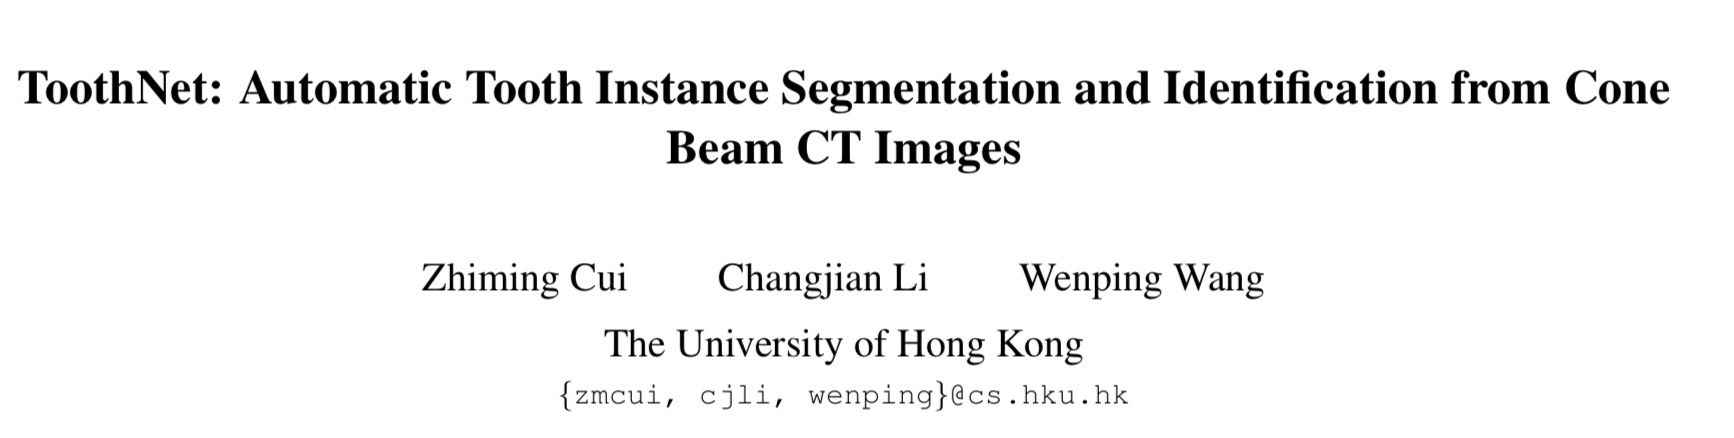 ToothNet: Automatic Tooth Instance Segmentation and Identification from Cone
Beam CT Images
Zhiming Cui Changjian Li Wenping Wang
The University of Hong Kong
{zmcui, cjli, wenping}@cs.hku.hk